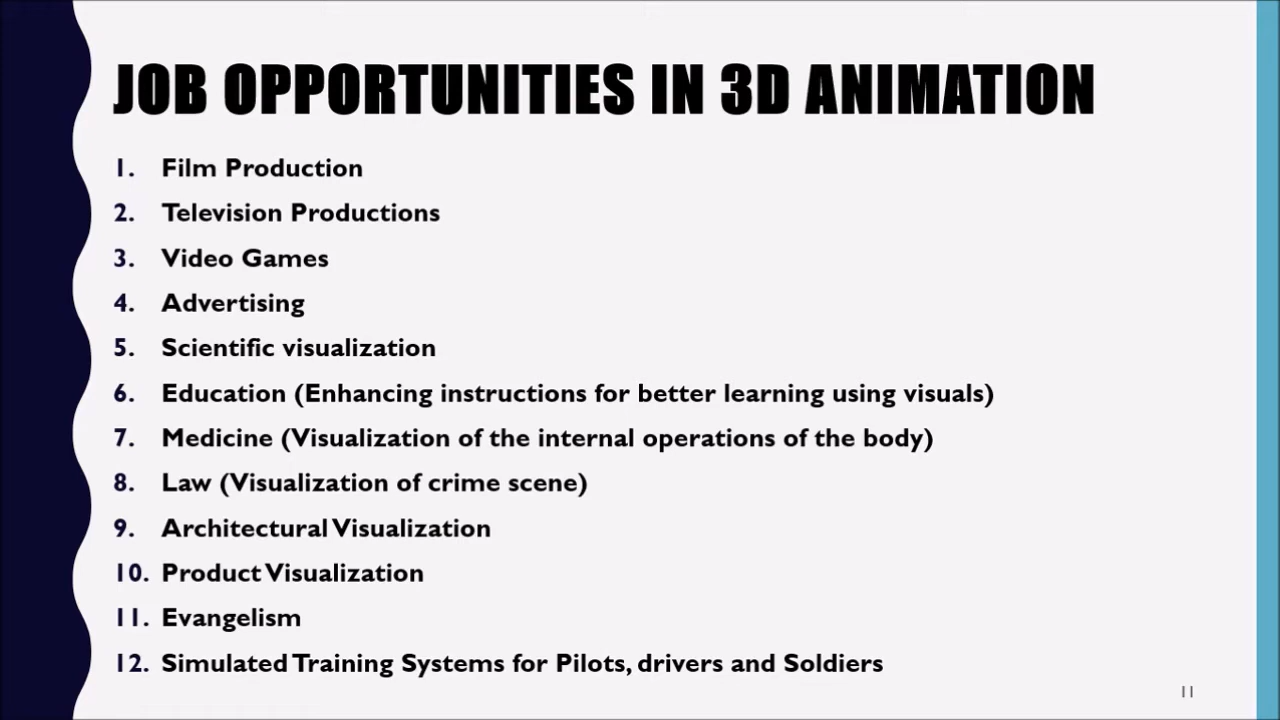 JOB OPPORTUNITIES IN 3D ANIMATION
1. Film Production
2. Television Productions
3. Video Games
4. Advertising
5. Scientific visualization
6. Education (Enhancing instructions for better learning using visuals)
7. Medicine (Visualization of the internal operations of the body)
8. Law (Visualization of crime scene)
9. Architectural Visualization
10. Product Visualization
11. Evangelism
12. Simulated Training Systems for Pilots, drivers and Soldiers
11